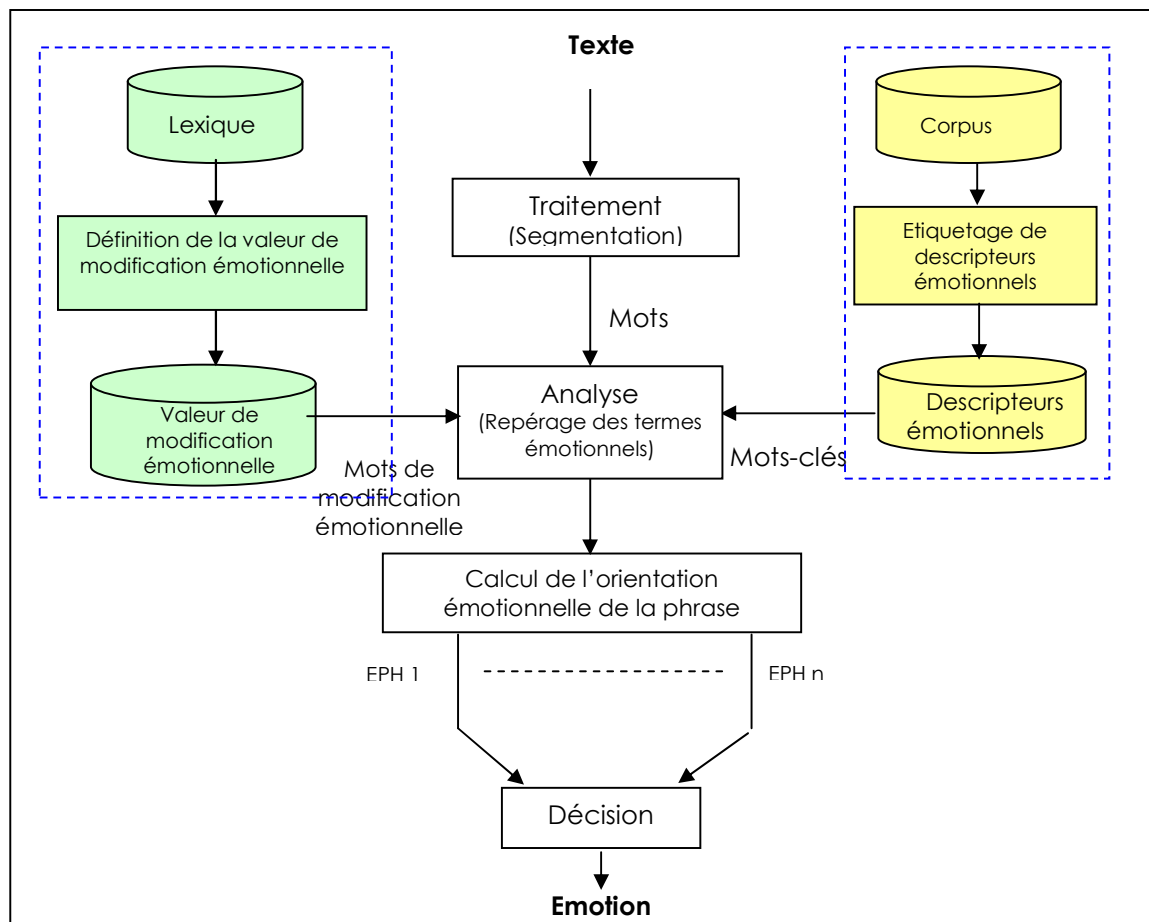 Texte
Lexique
Corpus
Traitement
(Segmentation)
Définition de la valeur de
modification émotionnelle
Etiquetage de
descripteurs
émotionnels
Mots
Valeur de
modification
émotionnelle
Analyse
(Repérage des termes
émotionnels)
Descripteurs
émotionnels
Mots de
modification
émotionnelle
Mots-clés
Calcul de l’orientation
émotionnelle de la phrase
EPH 1
EPH n
Décision
Emotion